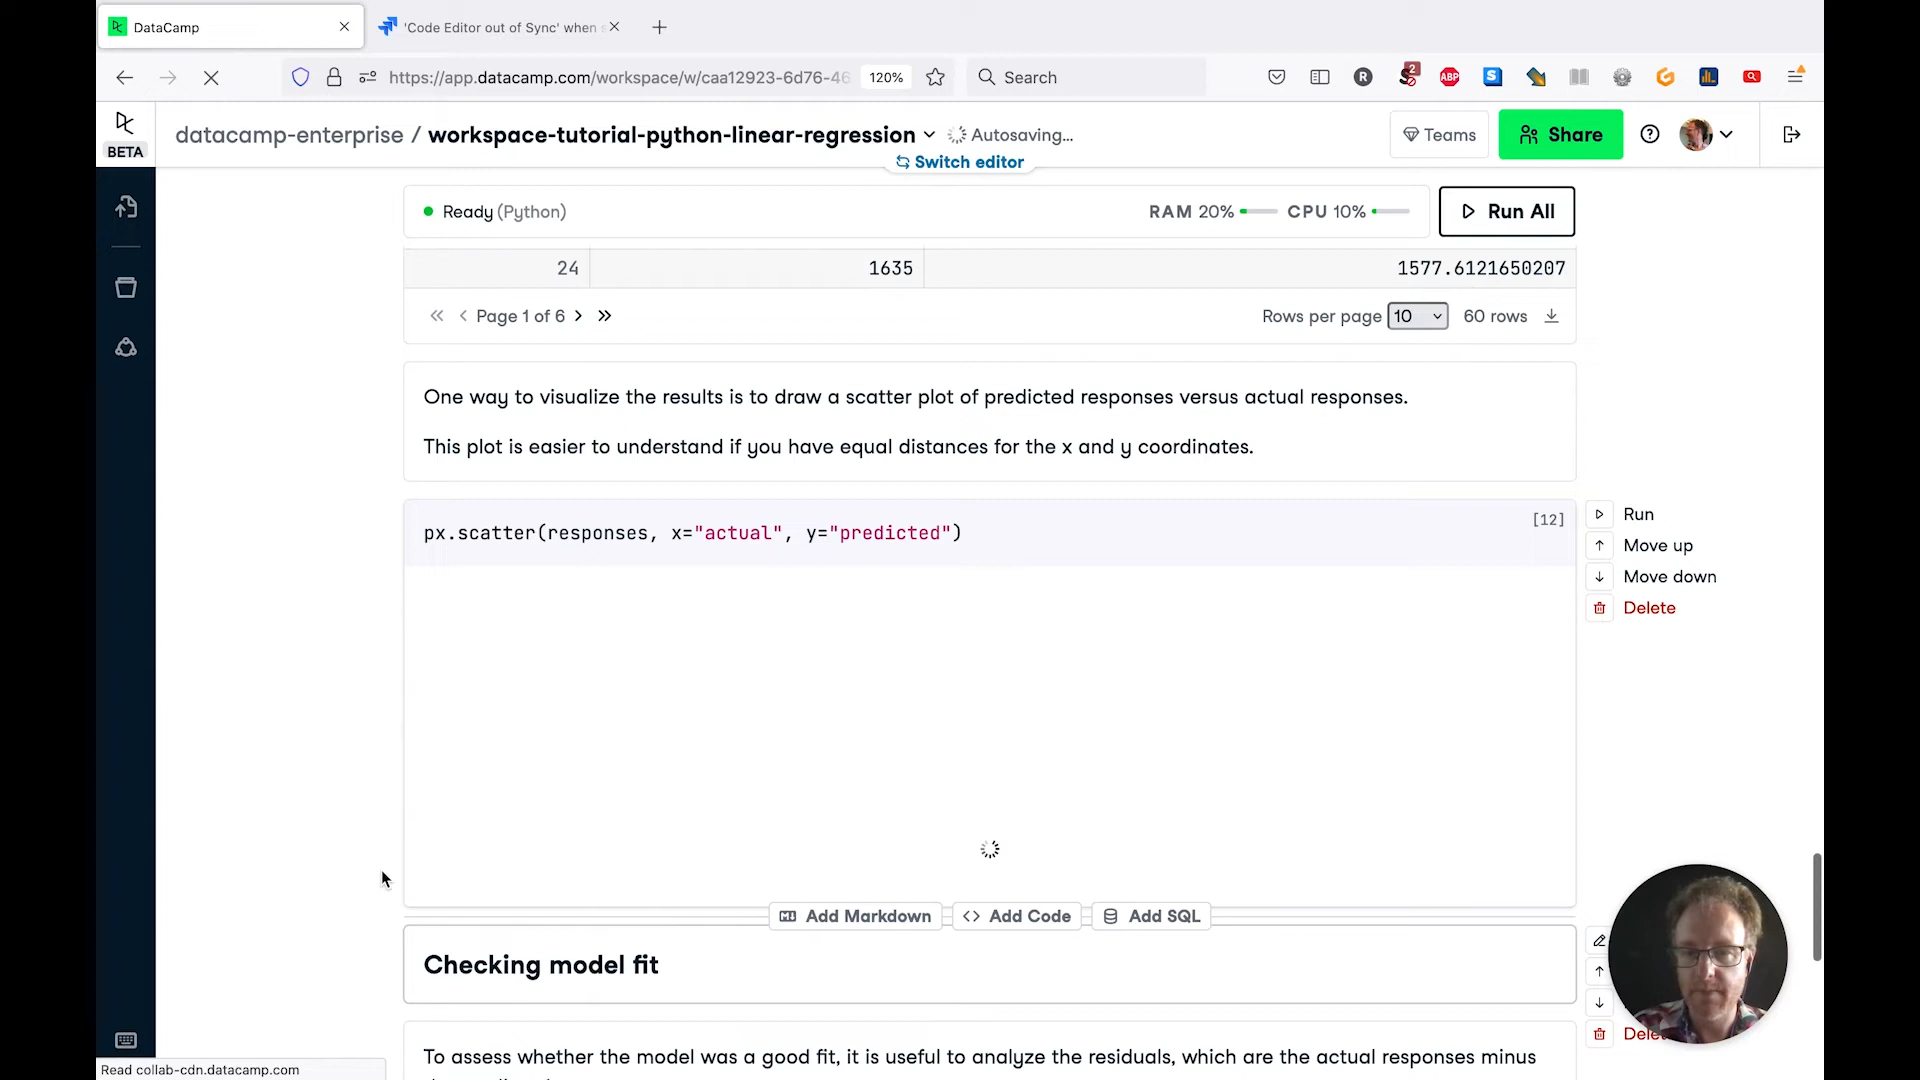 DataCamp
'Code Editor out of Sync' when
https://app.datacamp.com/workspace/w/caa12923-6d76-46
120%
Search
2
R
ABP
S
BETA
datacamp-enterprise / workspace-tutorial-python-linear-regression
Autosaving...
Teams
Share
Switch editor
Ready (Python)
RAM 20%
CPU 10%
Run All
24
1635
1577.6121650207
Page 1 of 6
Rows per page
10
60 rows
One way to visualize the results is to draw a scatter plot of predicted responses versus actual responses.
This plot is easier to understand if you have equal distances for the x and y coordinates.
px.scatter(responses, x="actual", y="predicted")
[12]
Run
Move up
Move down
Delete
Add Markdown
Add Code
Add SQL
Checking model fit
To assess whether the model was a good fit, it is useful to analyze the residuals, which are the actual responses minus
Read collab-cdn.datacamp.com